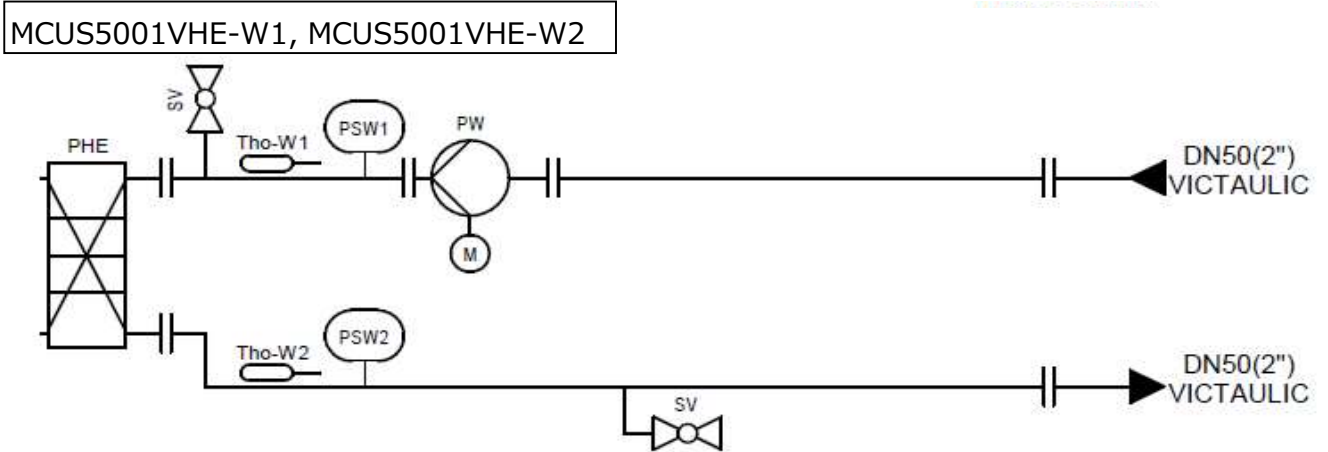 MCUS5001VHE-W1, MCUS5001VHE-W2
SV
Tho-W1
PSW1
PW
PHE
M
DN50(2")
VICTAULIC
Tho-W2
PSW2
SV
DN50(2")
VICTAULIC